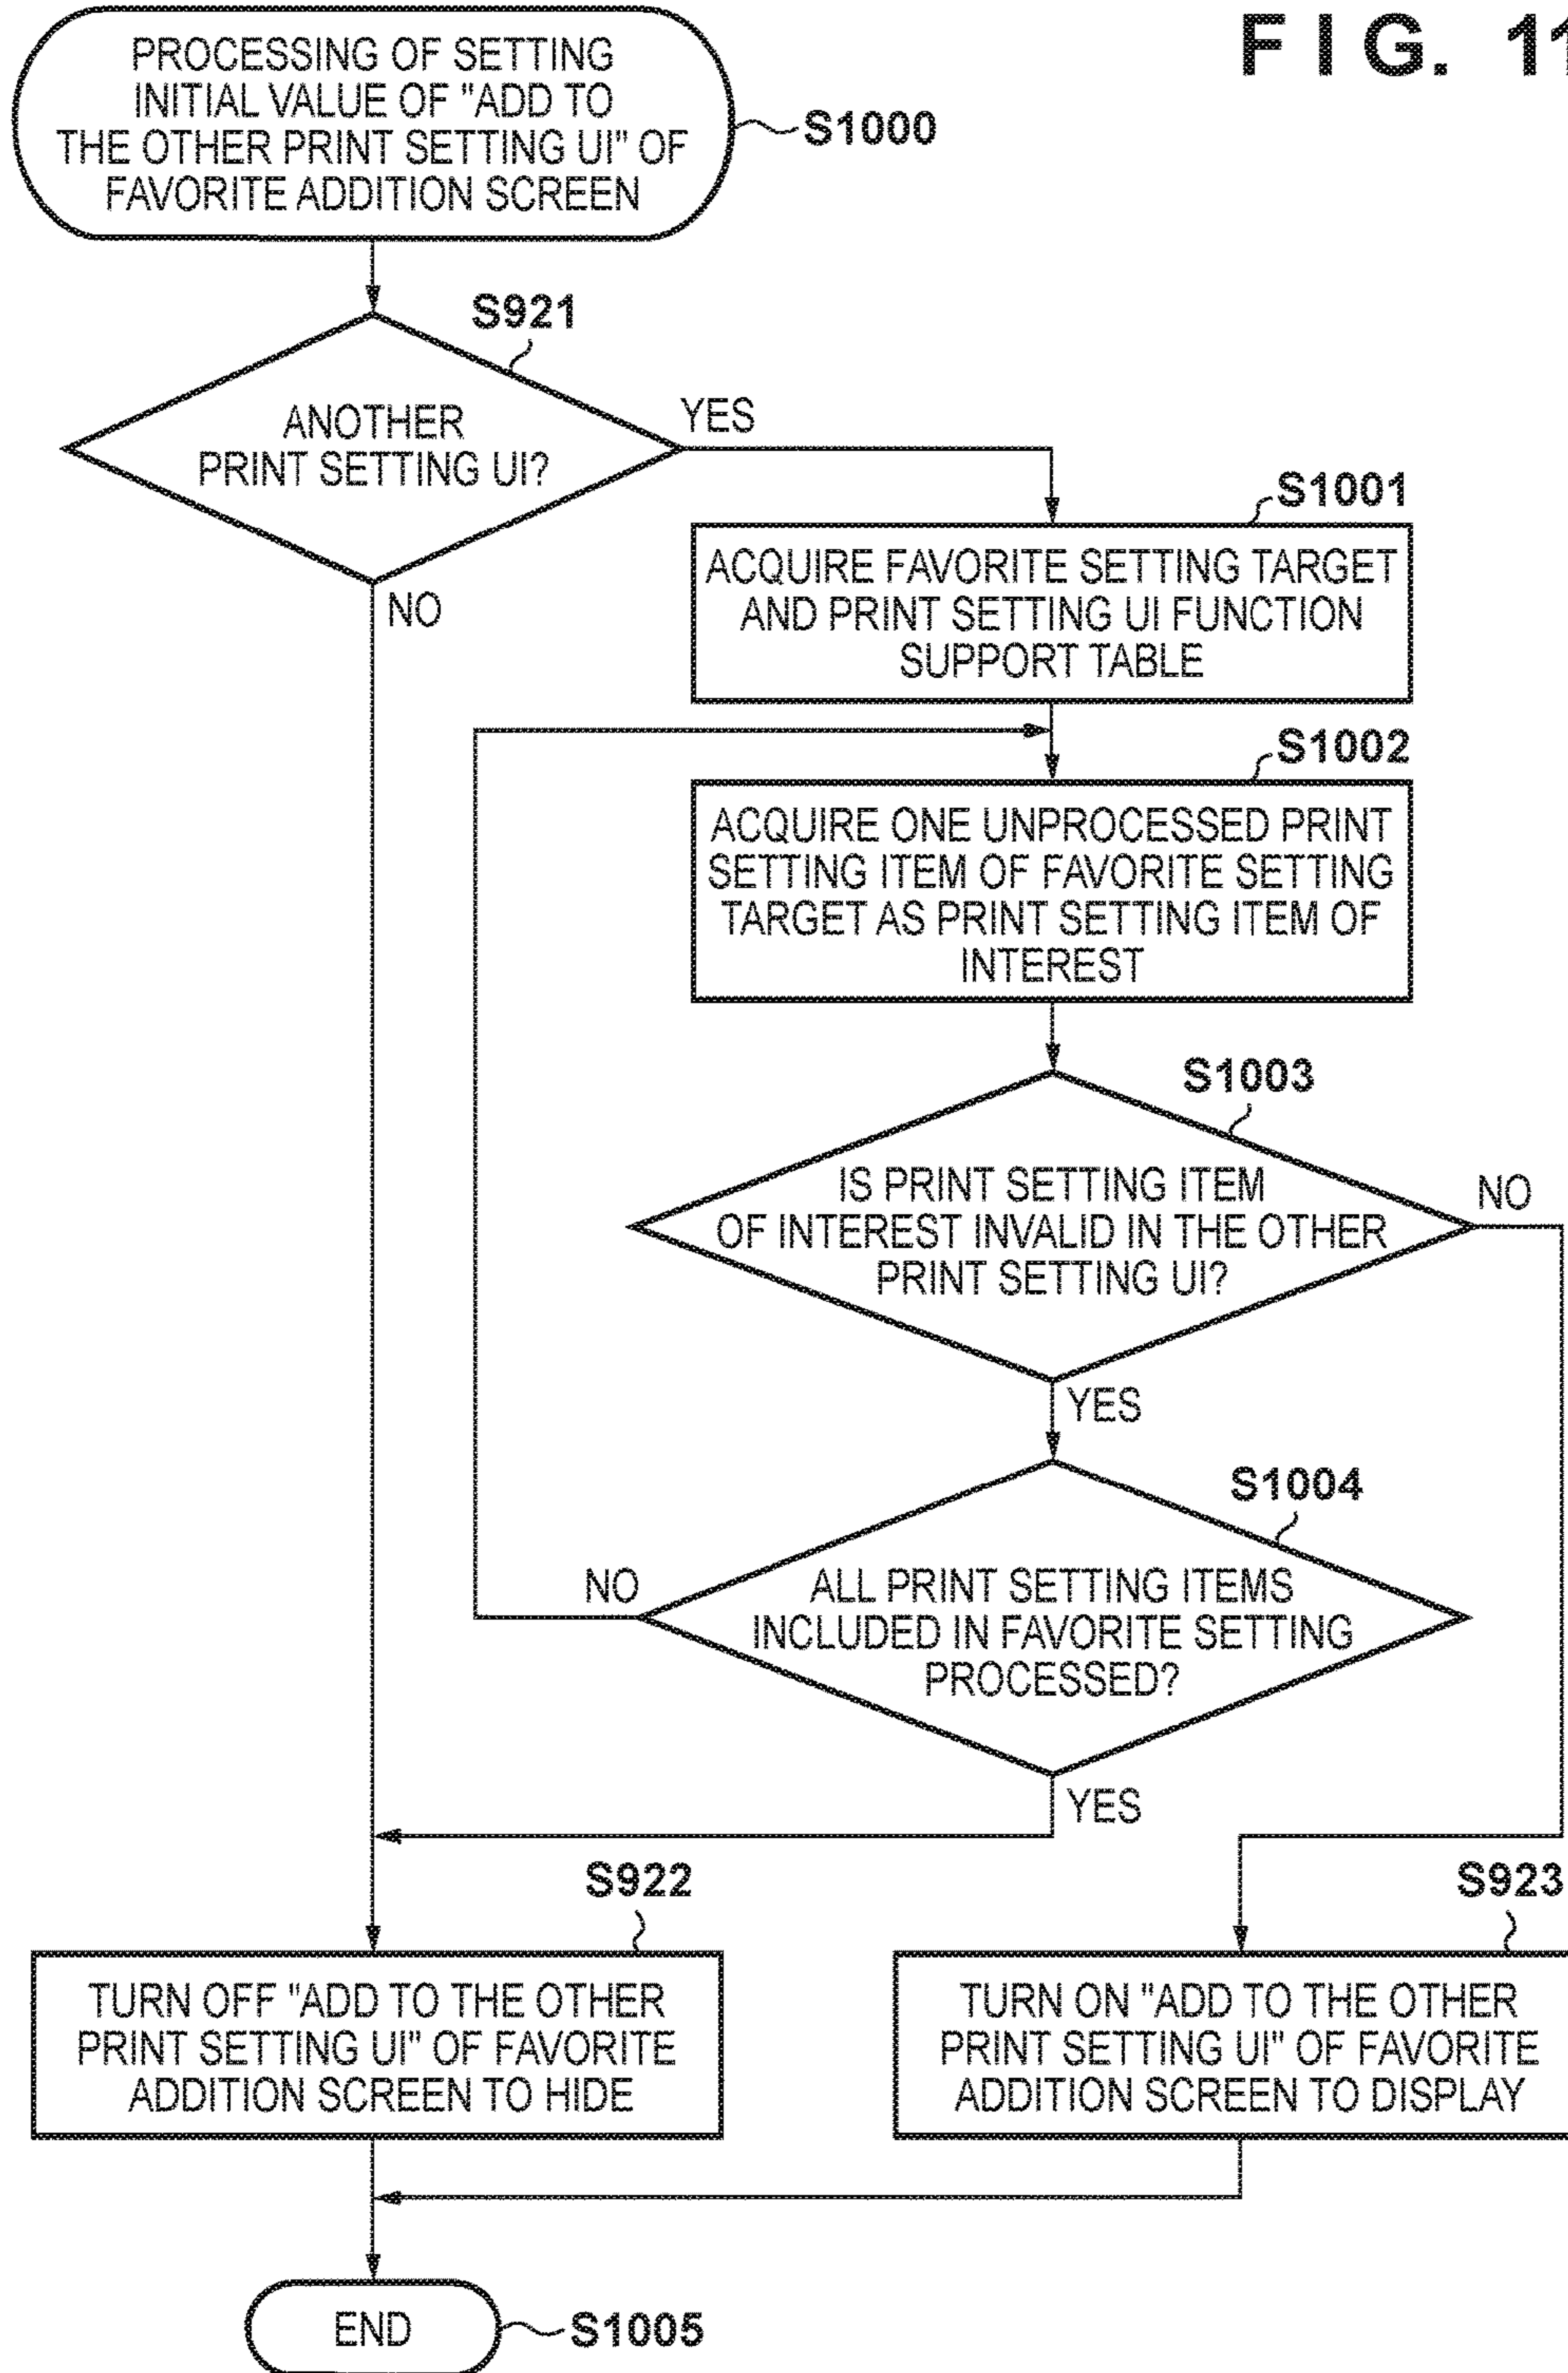 FIG. 11
PROCESSING OF SETTING
INITIAL VALUE OF "ADD TO
THE OTHER PRINT SETTING UI" OF
FAVORITE ADDITION SCREEN
S1000
S921
ANOTHER
PRINT SETTING UI?
YES
NO
S1001
ACQUIRE FAVORITE SETTING TARGET
AND PRINT SETTING UI FUNCTION
SUPPORT TABLE
S1002
ACQUIRE ONE UNPROCESSED PRINT
SETTING ITEM OF FAVORITE SETTING
TARGET AS PRINT SETTING ITEM OF
INTEREST
S1003
IS PRINT SETTING ITEM
OF INTEREST INVALID IN THE OTHER
PRINT SETTING UI?
NO
YES
S1004
ALL PRINT SETTING ITEMS
INCLUDED IN FAVORITE SETTING
PROCESSED?
NO
YES
S922
TURN OFF "ADD TO THE OTHER
PRINT SETTING UI" OF FAVORITE
ADDITION SCREEN TO HIDE
S923
TURN ON "ADD TO THE OTHER
PRINT SETTING UI" OF FAVORITE
ADDITION SCREEN TO DISPLAY
END
S1005